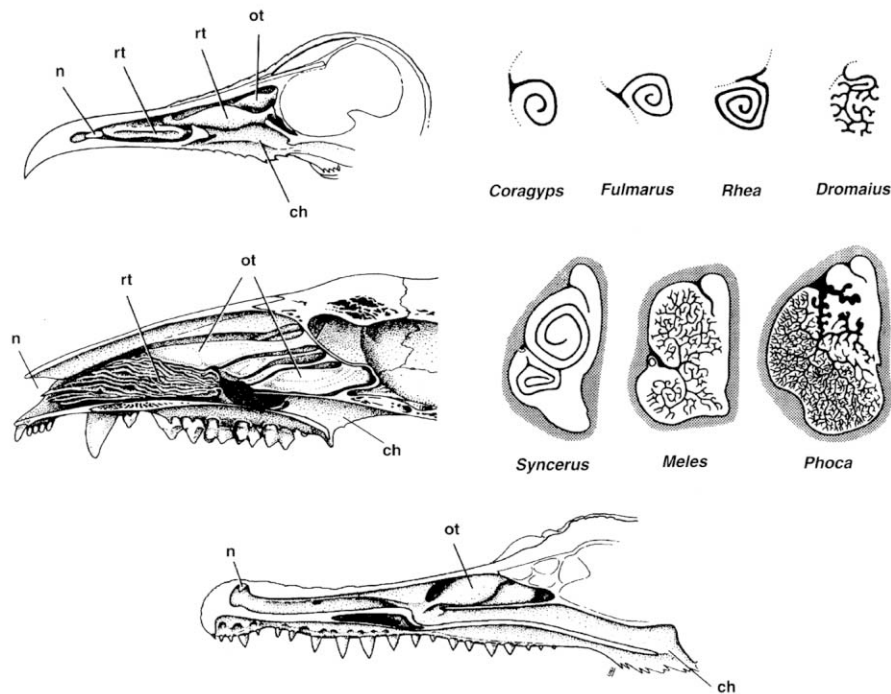 ot
rt
rt
n
ch
Coragyps Fulmarus Rhea Dromaius
ot
rt
n
ch
Syncerus Meles Phoca
ot
n
ch